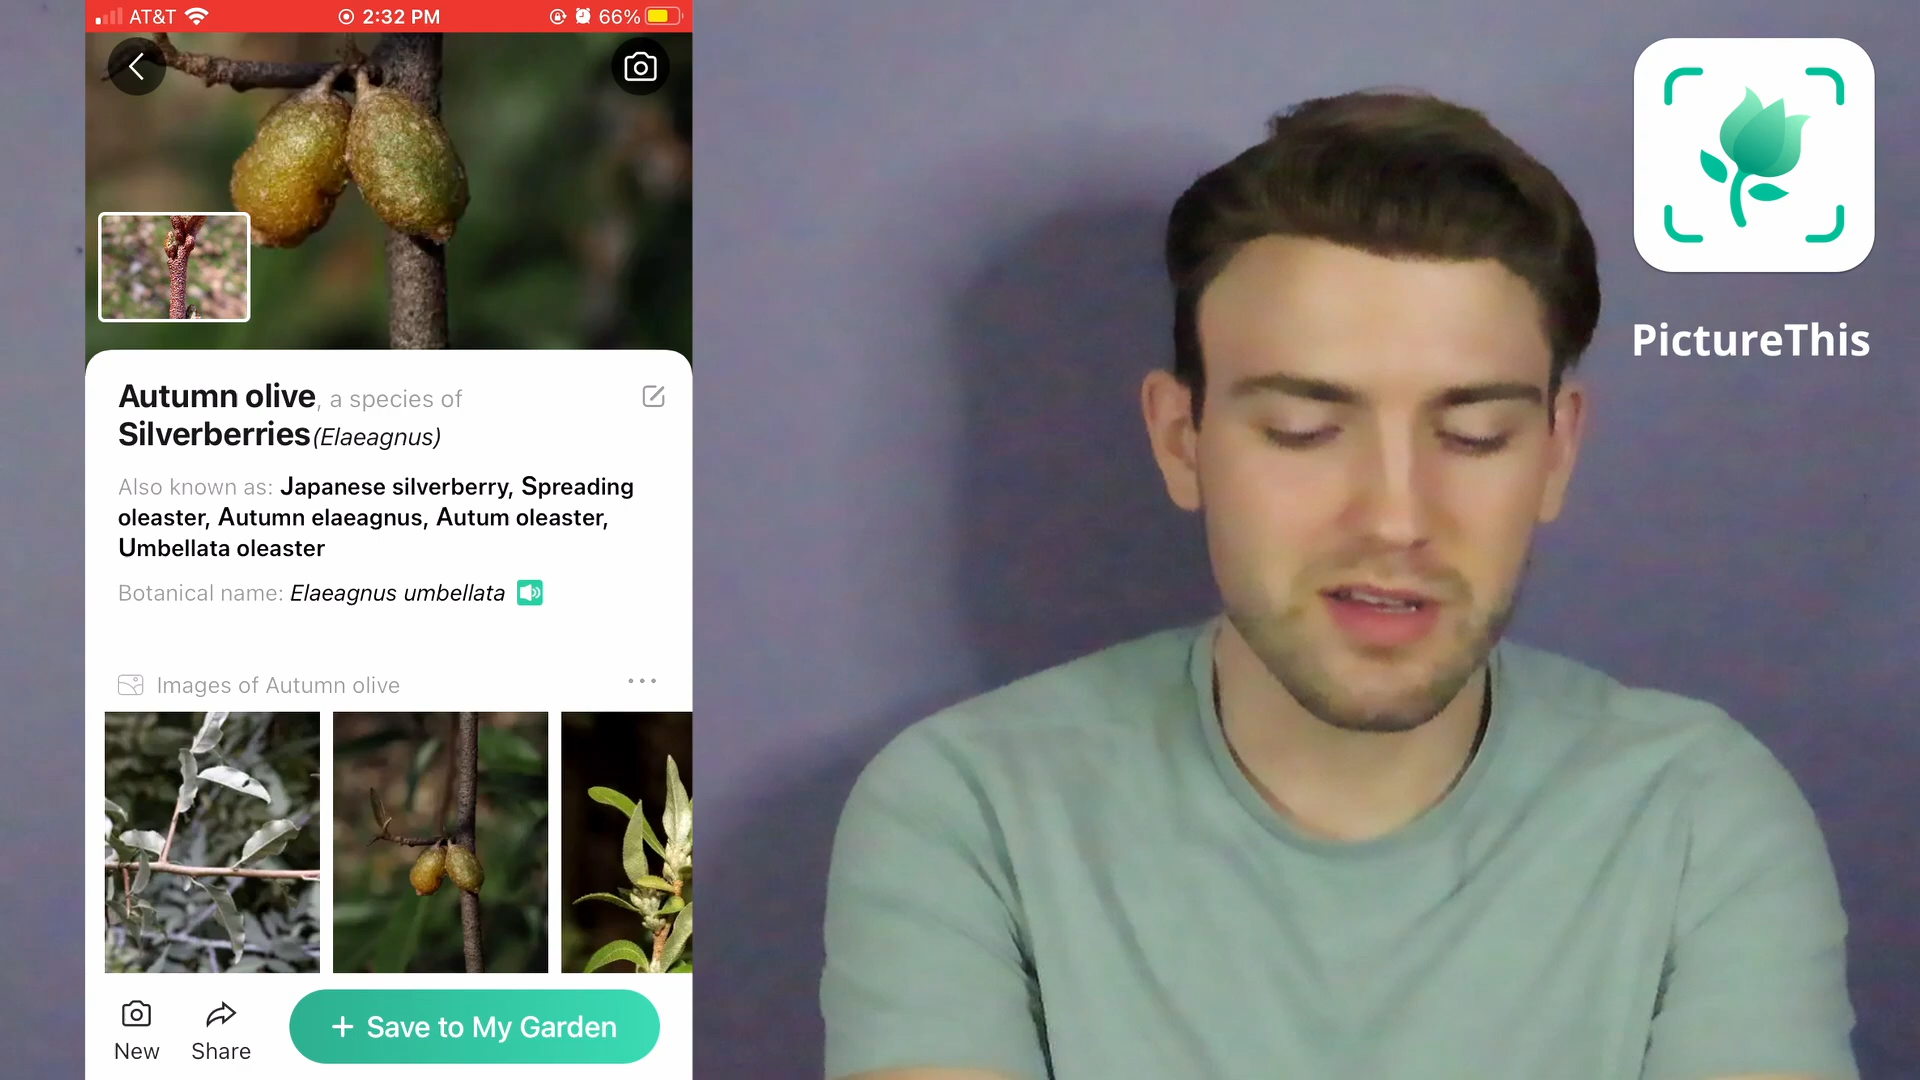 AT&T 2:32 PM 66%
Autumn olive, a species of
Silverberries (Elaeagnus)
Also known as: Japanese silverberry, Spreading
oleaster, Autumn elaeagnus, Autum oleaster,
Umbellata oleaster
Botanical name: Elaeagnus umbellata
Images of Autumn olive
New
Share
+ Save to My Garden
PictureThis